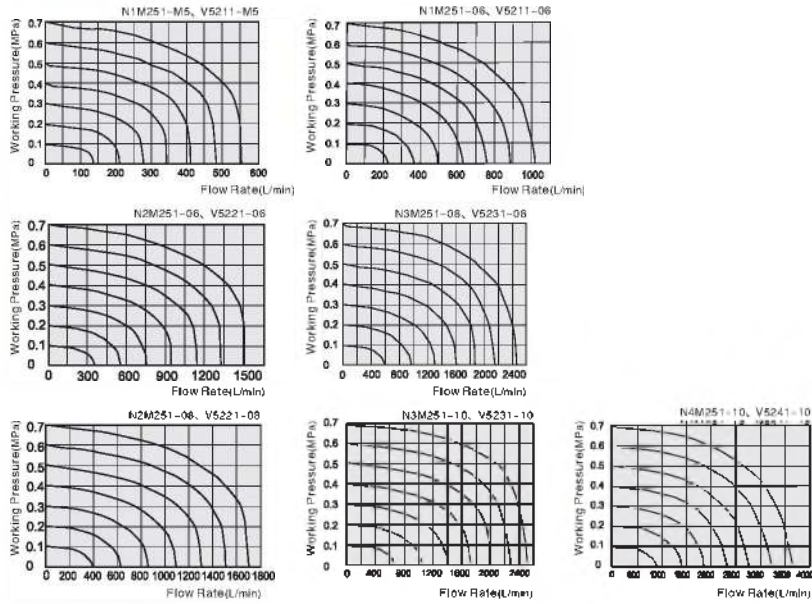 N1M251-M5、V5211-M5
Working Pressure(MPa)
0.7
0.6
0.5
0.4
0.3
0.2
0.1
0
0 100 200 300 400 500 600
Flow Rate(L/min)
N1M251-06、V5211-06
Working Pressure(MPa)
0.7
0.6
0.5
0.4
0.3
0.2
0.1
0
0 200 400 600 800 1000
Flow Rate(L/min)
N2M251-06、V5221-06
Working Pressure(MPa)
0.7
0.6
0.5
0.4
0.3
0.2
0.1
0
0 300 600 900 1200 1500
Flow Rate(L/min)
N3M251-08、V5231-08
Working Pressure(MPa)
0.7
0.6
0.5
0.4
0.3
0.2
0.1
0
0 400 800 1200 1600 2000 2400
Flow Rate(L/min)
N2M251-08、V5221-08
Working Pressure(MPa)
0.7
0.6
0.5
0.4
0.3
0.2
0.1
0
0 200 400 600 800 1000 1200 1400 1600 1800
Flow Rate(L/min)
N3M251-10、V5231-10
Working Pressure(MPa)
0.7
0.6
0.5
0.4
0.3
0.2
0.1
0
0 400 800 1200 1600 2000 2400
Flow Rate(L/min)
N4M251-10、V5241-10
Working Pressure(MPa)
0.7
0.6
0.5
0.4
0.3
0.2
0.1
0
0 1200 1600 2000 2400 2800 3200 3600 4000
Flow Rate(L/min)